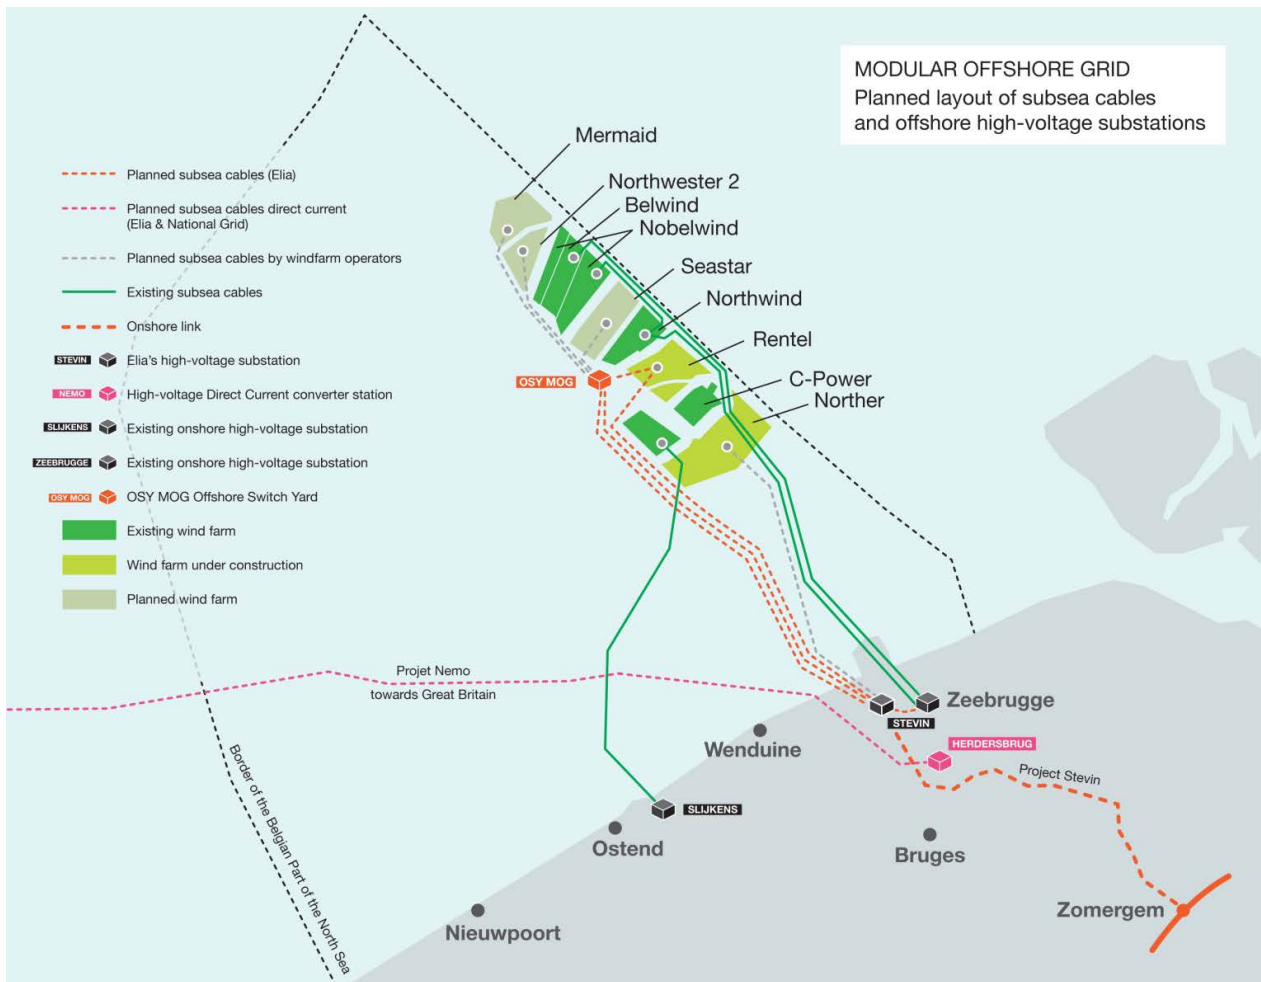 MODULAR OFFSHORE GRID
Planned layout of subsea cables
and offshore high-voltage substations
Mermaid
Northwester 2
Belwind
Nobelwind
Seastar
Northwind
Rentel
C-Power
Norther
OSY MOG
Planned subsea cables (Elia)
Planned subsea cables direct current
(Elia & National Grid)
Planned subsea cables by windfarm operators
Existing subsea cables
Onshore link
STEVIN Elia's high-voltage substation
NEMO High-voltage Direct Current converter station
SLIJKENS Existing onshore high-voltage substation
ZEEBRUGGE Existing onshore high-voltage substation
OSY MOG OSY MOG Offshore Switch Yard
Existing wind farm
Wind farm under construction
Planned wind farm
Projet Nemo
towards Great Britain
Border of the Belgian Part of the North Sea
Zeebrugge
STEVIN
HERDERSBRUG
Wenduine
Project Stevin
SLIJKENS
Ostend
Bruges
Zomergem
Nieuwpoort